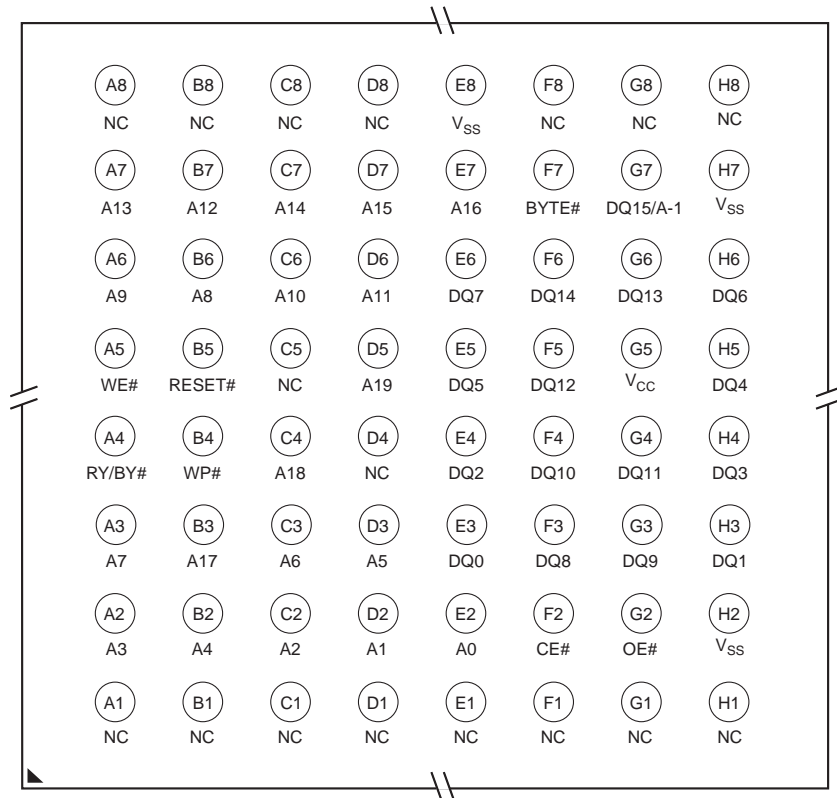 A8 B8 C8 D8 E8 F8 G8 H8
NC NC NC NC VSS NC NC NC
A7 B7 C7 D7 E7 F7 G7 H7
A13 A12 A14 A15 A16 BYTE# DQ15/A-1 VSS
A6 B6 C6 D6 E6 F6 G6 H6
A9 A8 A10 A11 DQ7 DQ14 DQ13 DQ6
A5 B5 C5 D5 E5 F5 G5 H5
WE# RESET# NC A19 DQ5 DQ12 VCC DQ4
A4 B4 C4 D4 E4 F4 G4 H4
RY/BY# WP# A18 NC DQ2 DQ10 DQ11 DQ3
A3 B3 C3 D3 E3 F3 G3 H3
A7 A17 A6 A5 DQ0 DQ8 DQ9 DQ1
A2 B2 C2 D2 E2 F2 G2 H2
A3 A4 A2 A1 A0 CE# OE# VSS
A1 B1 C1 D1 E1 F1 G1 H1
NC NC NC NC NC NC NC NC